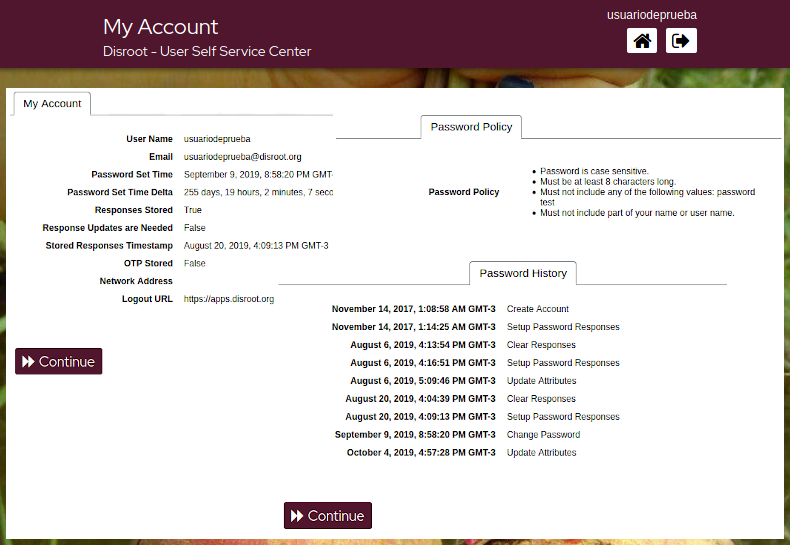 My Account
Disroot - User Self Service Center
usuariodeprueba
My Account
User Name usuariodeprueba
Email usuariodeprueba@disroot.org
Password Set Time September 9, 2019, 8:58:20 PM GMT-
Password Set Time Delta 255 days, 19 hours, 2 minutes, 7 seco
Responses Stored True
Response Updates are Needed False
Stored Responses Timestamp August 20, 2019, 4:09:13 PM GMT-3
OTP Stored False
Network Address
Logout URL https://apps.disroot.org
Continue
Password Policy
Password Policy
• Password is case sensitive.
• Must be at least 8 characters long.
• Must not include any of the following values: password
test
• Must not include part of your name or user name.
Password History
November 14, 2017, 1:08:58 AM GMT-3 Create Account
November 14, 2017, 1:14:25 AM GMT-3 Setup Password Responses
August 6, 2019, 4:13:54 PM GMT-3 Clear Responses
August 6, 2019, 4:16:51 PM GMT-3 Setup Password Responses
August 6, 2019, 5:09:46 PM GMT-3 Update Attributes
August 20, 2019, 4:04:39 PM GMT-3 Clear Responses
August 20, 2019, 4:09:13 PM GMT-3 Setup Password Responses
September 9, 2019, 8:58:20 PM GMT-3 Change Password
October 4, 2019, 4:57:28 PM GMT-3 Update Attributes
Continue